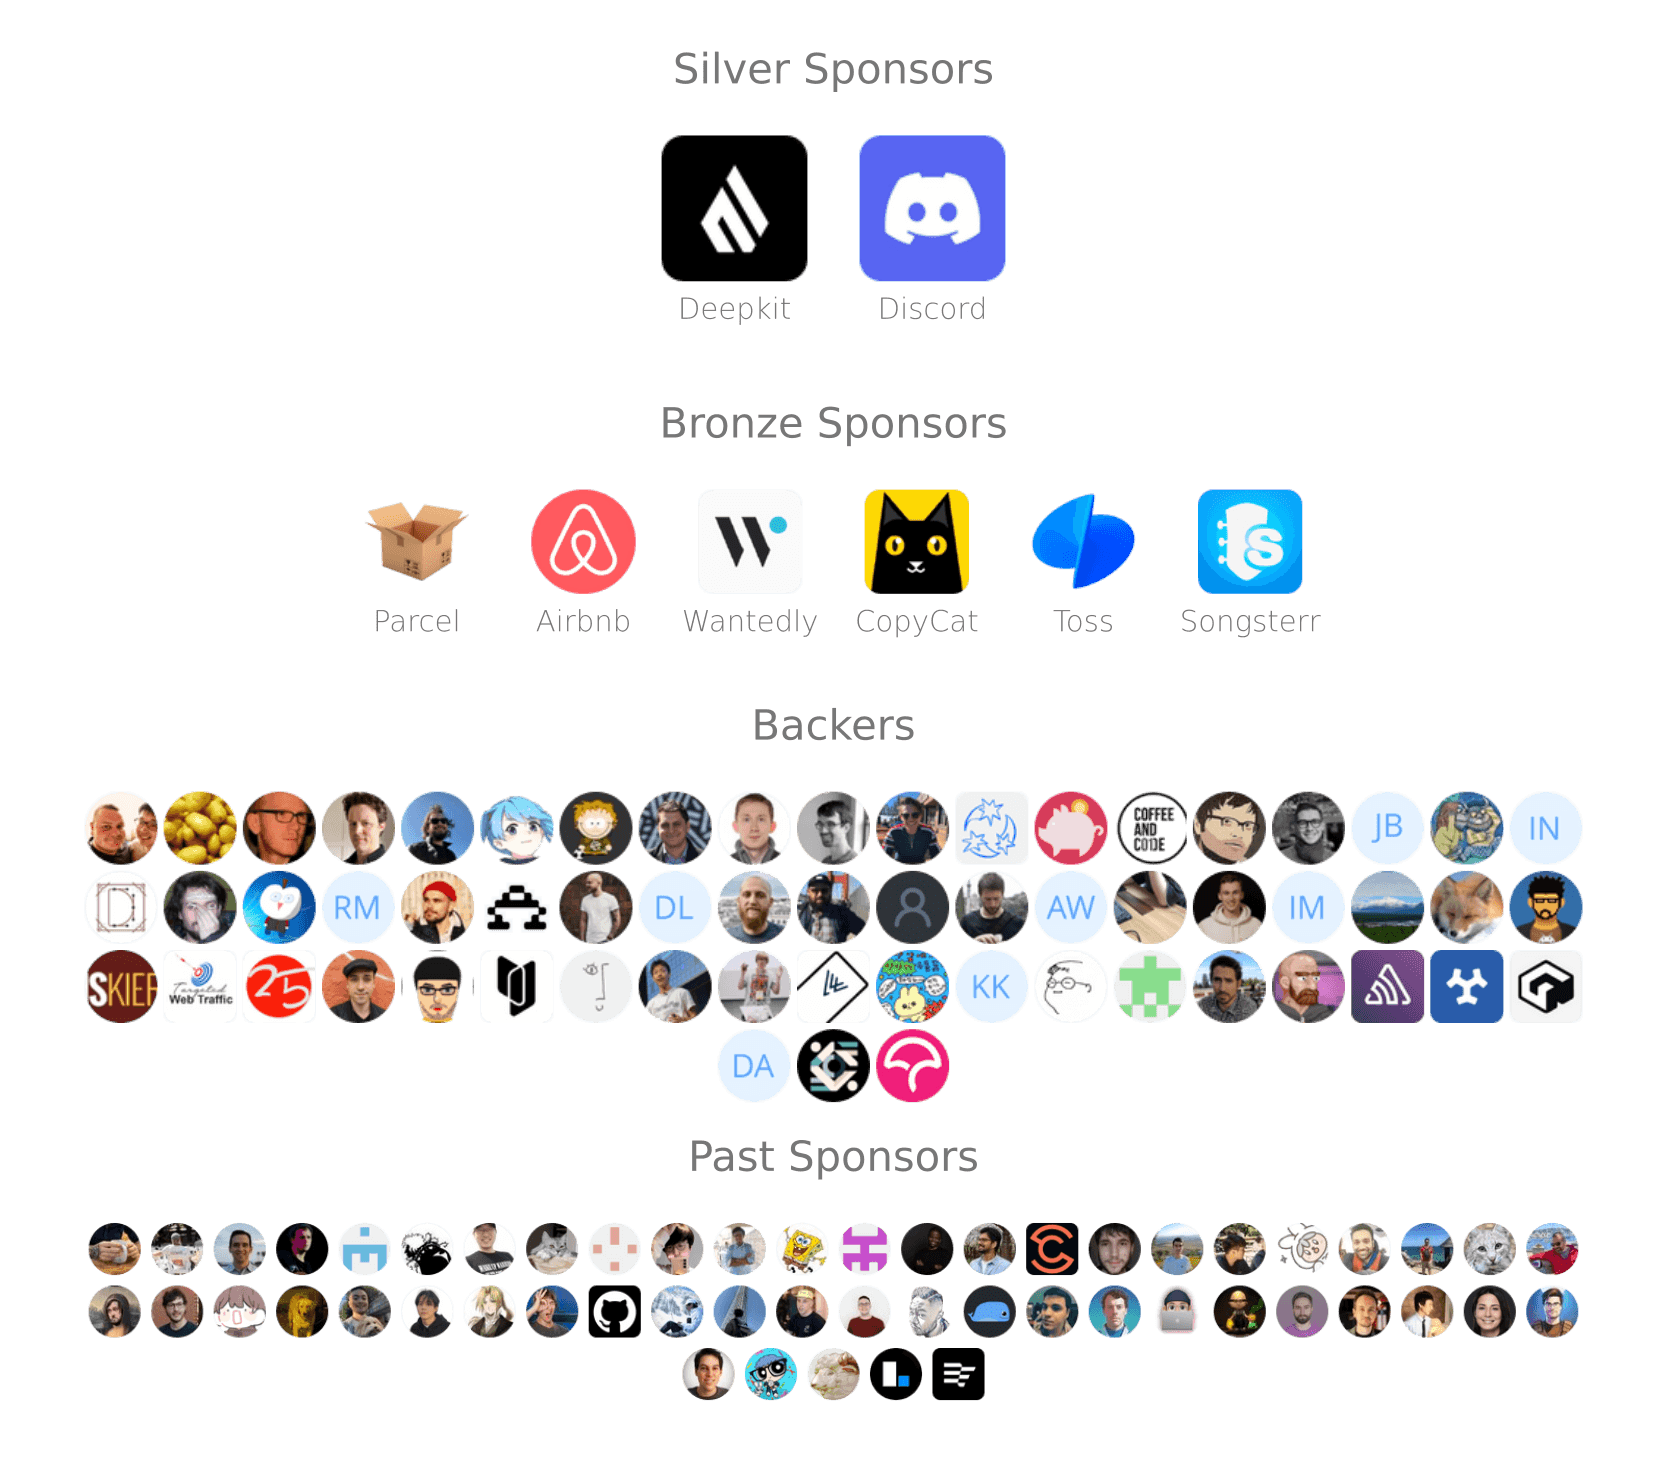 Silver Sponsors
Deepkit Discord
Bronze Sponsors
Parcel Airbnb Wantedly CopyCat Toss Songsterr
Backers
COFFEE
AND
CODE
JB
IN
D
RM
DL
AW
IM
SKIEF
Targeted
Web Traffic
25
KK
DA
Past Sponsors